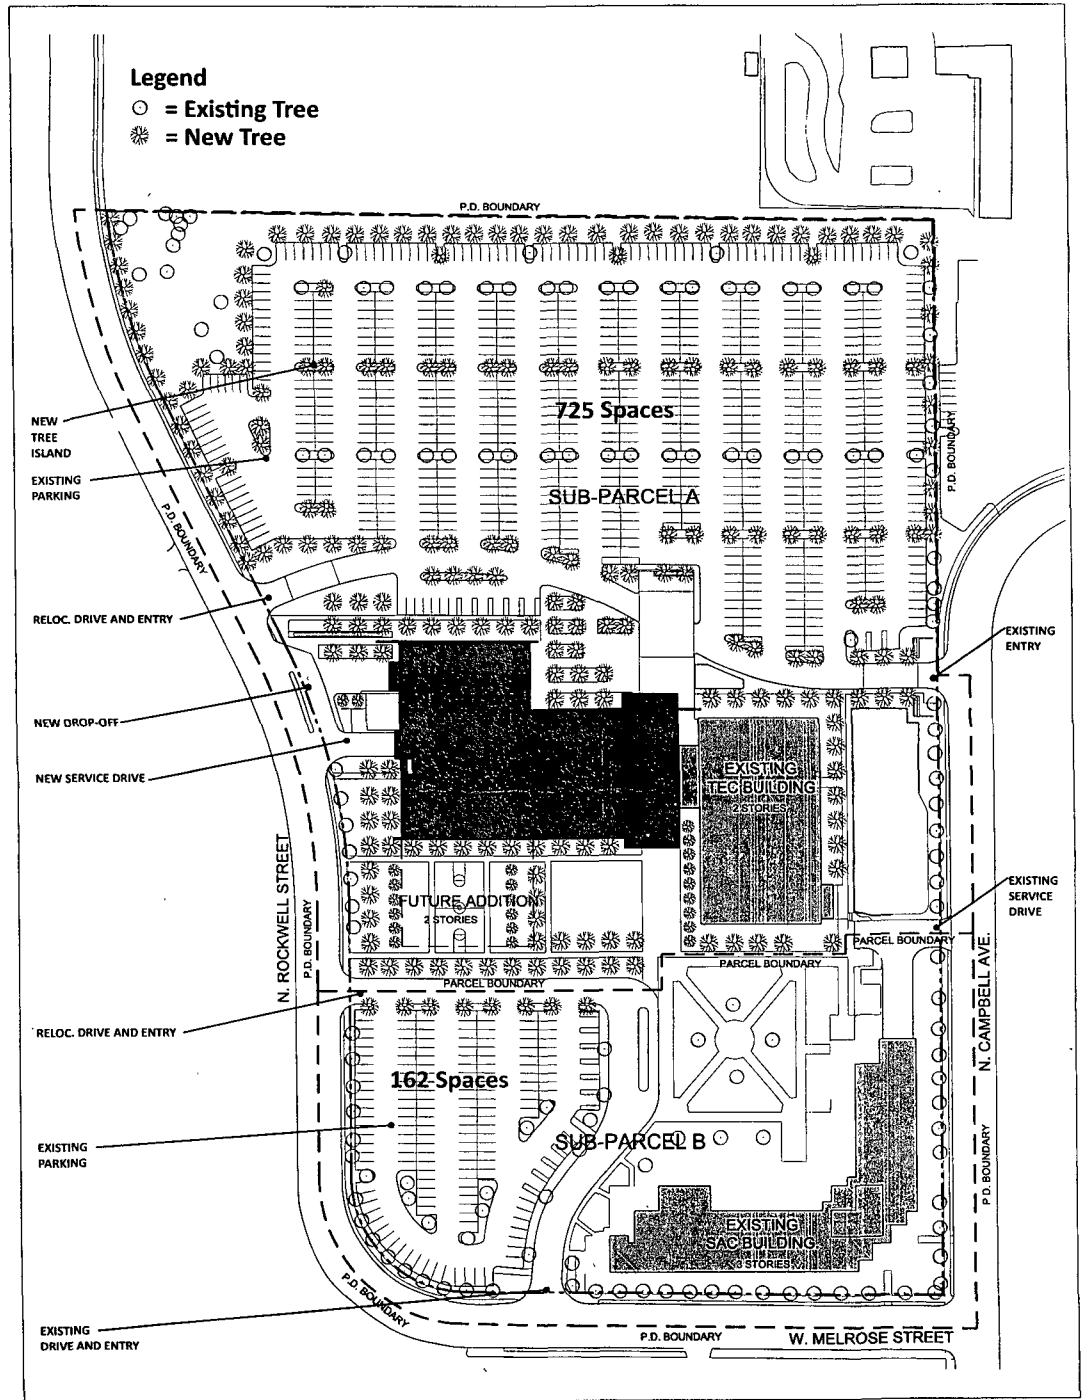 Legend
= Existing Tree
= New Tree
P.D. BOUNDARY
NEW
TREE
ISLAND
725 Spaces
EXISTING
PARKING
SUB-PARCEL A
P.D. BOUNDARY
P.D. BOUNDARY
RELOC. DRIVE AND ENTRY
EXISTING
ENTRY
NEW DROP-OFF
NEW SERVICE DRIVE
EXISTING
TEC BUILDING
2 STORIES
N. ROCKWELL STREET
P.D. BOUNDARY
FUTURE ADDITION
2 STORIES
EXISTING
SERVICE
DRIVE
PARCEL BOUNDARY
PARCEL BOUNDARY
PARCEL BOUNDARY
RELOC. DRIVE AND ENTRY
N. CAMPBELL AVE.
162 Spaces
EXISTING
PARKING
SUB-PARCEL B
P.D. BOUNDARY
EXISTING
SAC BUILDING
3 STORIES
P.D. BOUNDARY
EXISTING
DRIVE AND ENTRY
P.D. BOUNDARY
W. MELROSE STREET